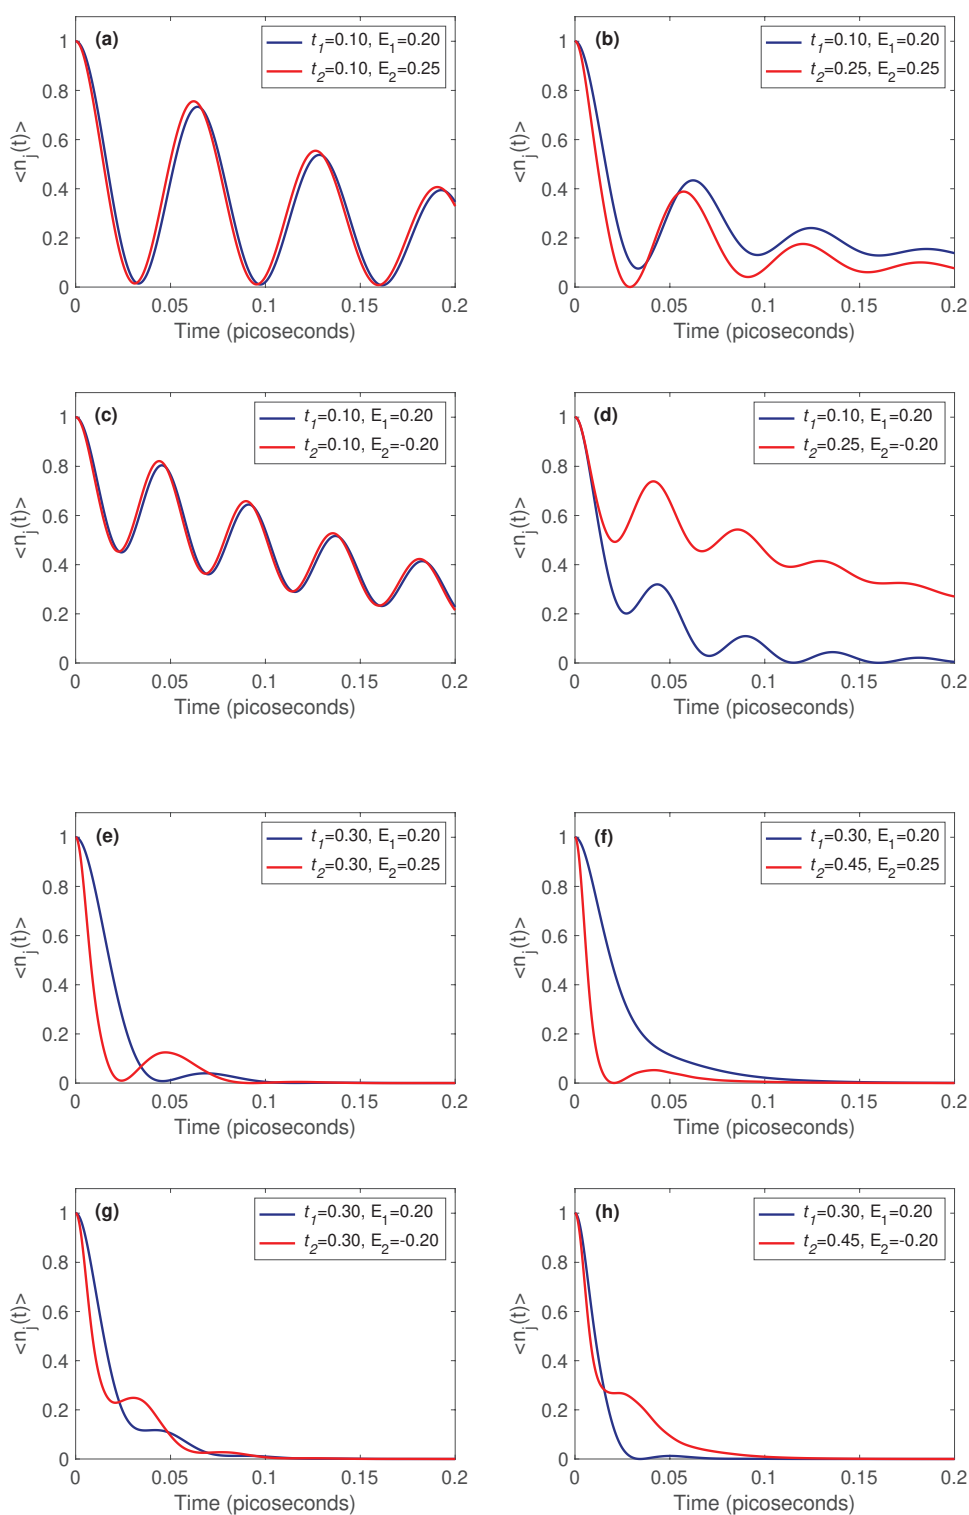 (a)
t1=0.10, E1=0.20
t2=0.10, E2=0.25
<nj(t)>
1
0.8
0.6
0.4
0.2
0
0 0.05 0.1 0.15 0.2
Time (picoseconds)
(b)
t1=0.10, E1=0.20
t2=0.25, E2=0.25
<nj(t)>
1
0.8
0.6
0.4
0.2
0
0 0.05 0.1 0.15 0.2
Time (picoseconds)
(c)
t1=0.10, E1=0.20
t2=0.10, E2=-0.20
<nj(t)>
1
0.8
0.6
0.4
0.2
0
0 0.05 0.1 0.15 0.2
Time (picoseconds)
(d)
t1=0.10, E1=0.20
t2=0.25, E2=-0.20
<nj(t)>
1
0.8
0.6
0.4
0.2
0
0 0.05 0.1 0.15 0.2
Time (picoseconds)
(e)
t1=0.30, E1=0.20
t2=0.30, E2=0.25
<nj(t)>
1
0.8
0.6
0.4
0.2
0
0 0.05 0.1 0.15 0.2
Time (picoseconds)
(f)
t1=0.30, E1=0.20
t2=0.45, E2=0.25
<nj(t)>
1
0.8
0.6
0.4
0.2
0
0 0.05 0.1 0.15 0.2
Time (picoseconds)
(g)
t1=0.30, E1=0.20
t2=0.30, E2=-0.20
<nj(t)>
1
0.8
0.6
0.4
0.2
0
0 0.05 0.1 0.15 0.2
Time (picoseconds)
(h)
t1=0.30, E1=0.20
t2=0.45, E2=-0.20
<nj(t)>
1
0.8
0.6
0.4
0.2
0
0 0.05 0.1 0.15 0.2
Time (picoseconds)